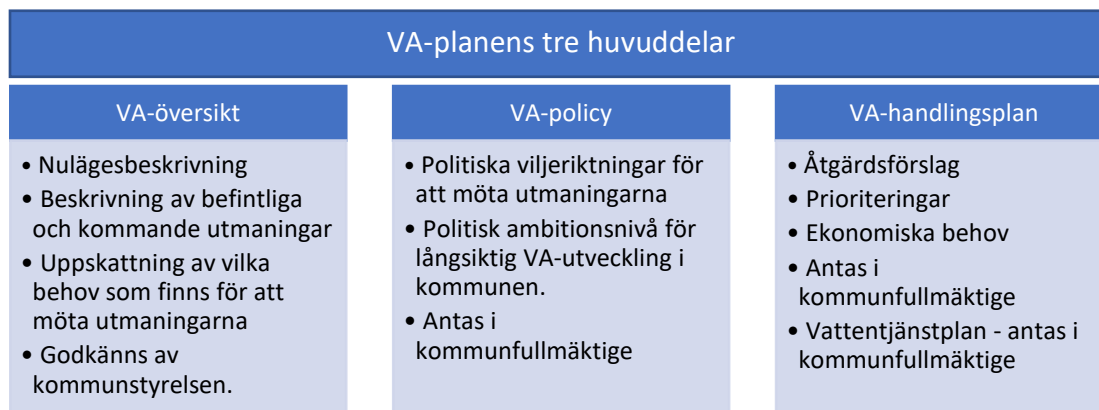 VA-planens tre huvuddelar
VA-översikt
• Nulägesbeskrivning
• Beskrivning av befintliga
och kommande utmaningar
• Uppskattning av vilka
behov som finns för att
möta utmaningarna
• Godkänns av
kommunstyrelsen.
VA-policy
• Politiska viljeriktningar för
att möta utmaningarna
• Politisk ambitionsnivå för
långsiktig VA-utveckling i
kommunen.
• Antas i
kommunfullmäktige
VA-handlingsplan
• Åtgärdsförslag
• Prioriteringar
• Ekonomiska behov
• Antas i
kommunfullmäktige
• Vattentjänstplan - antas i
kommunfullmäktige